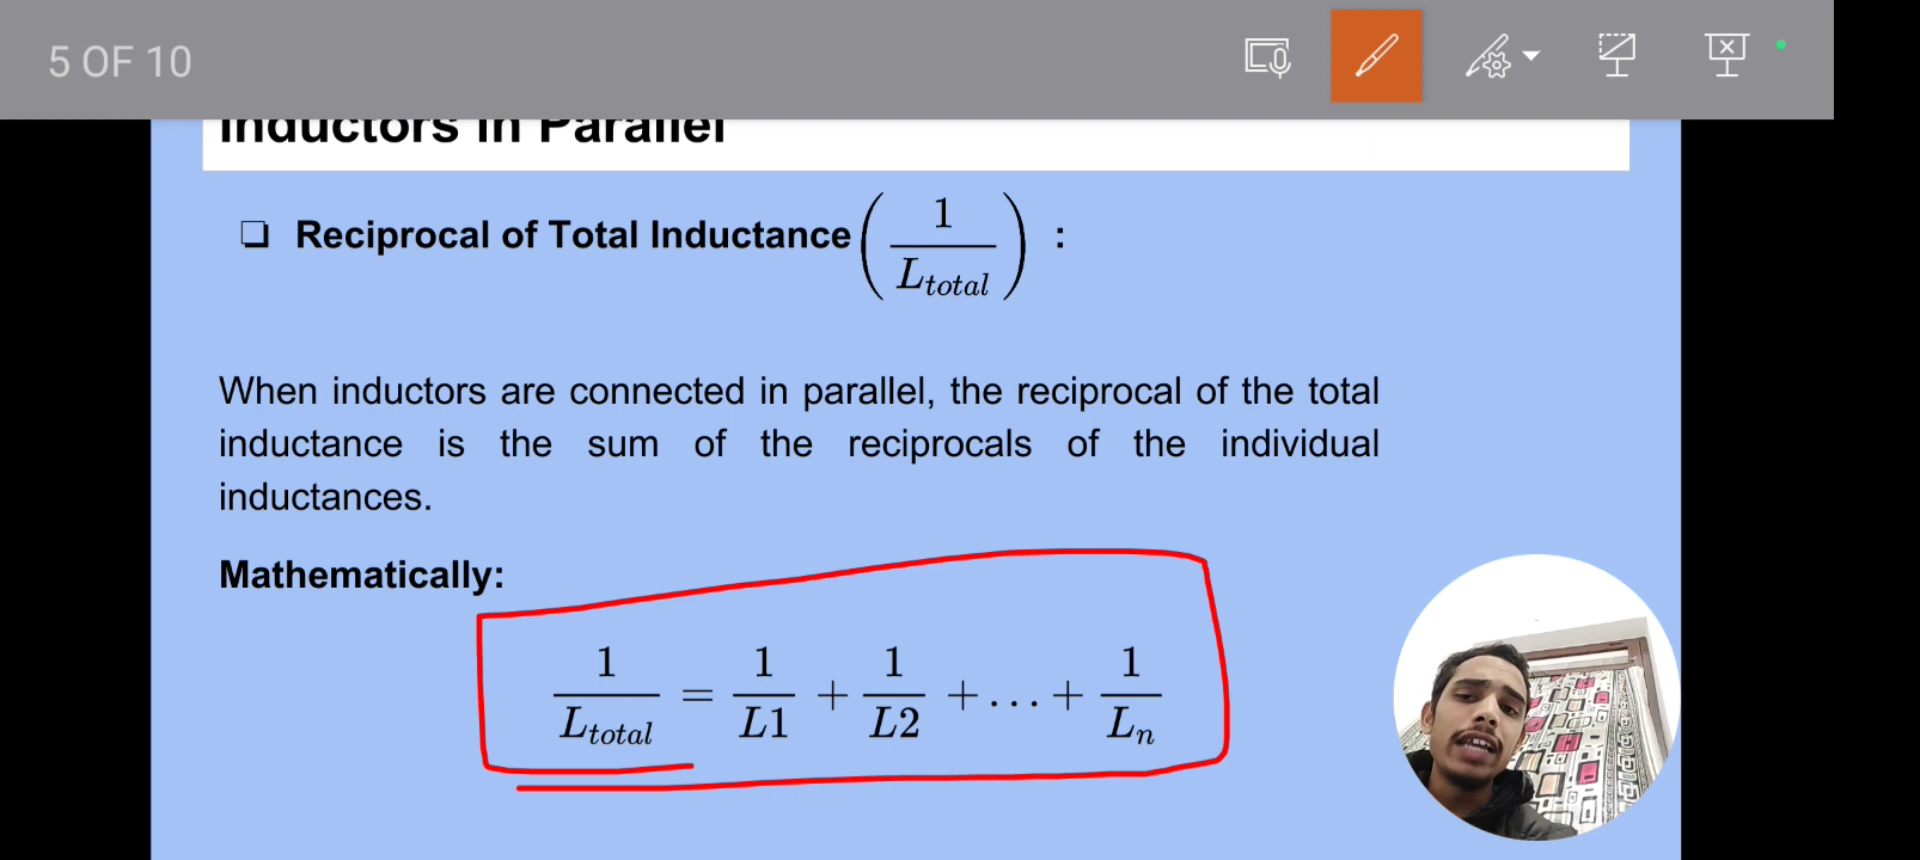 5 OF 10
Inductors in Parallel
❏ Reciprocal of Total Inductance (1/L_total) :
When inductors are connected in parallel, the reciprocal of the total
inductance is the sum of the reciprocals of the individual
inductances.
Mathematically:
1/L_total = 1/L1 + 1/L2 + ... + 1/L_n